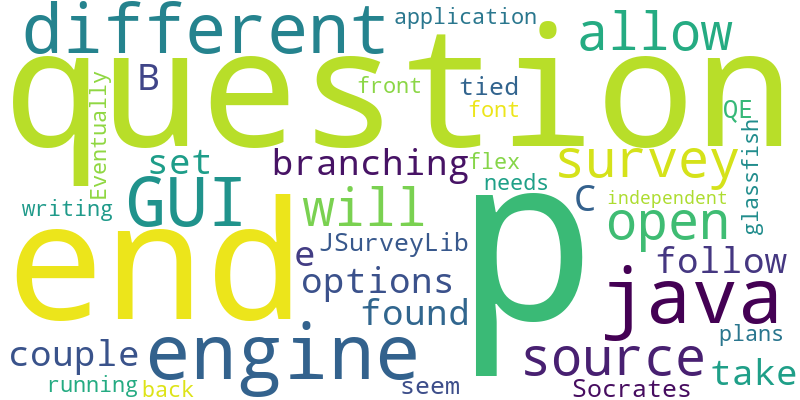 different application allow
question
B front tied
font QE
Eventually
set branching flex survey
glassfish
needs
writing GUI will C independent
open
end p
JSurveyLib
e follow
options java
found
plans
couple engine source take
running back seem Socrates